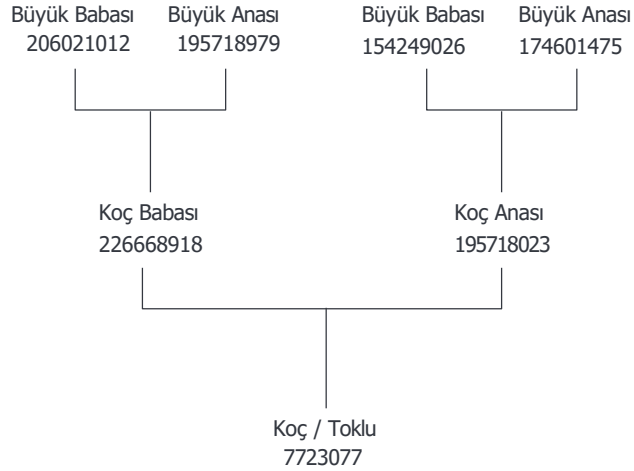 Büyük Babası Büyük Anası Büyük Babası Büyük Anası
206021012 195718979 154249026 174601475
Koç Babası Koç Anası
226668918 195718023
Koç / Toklu
7723077